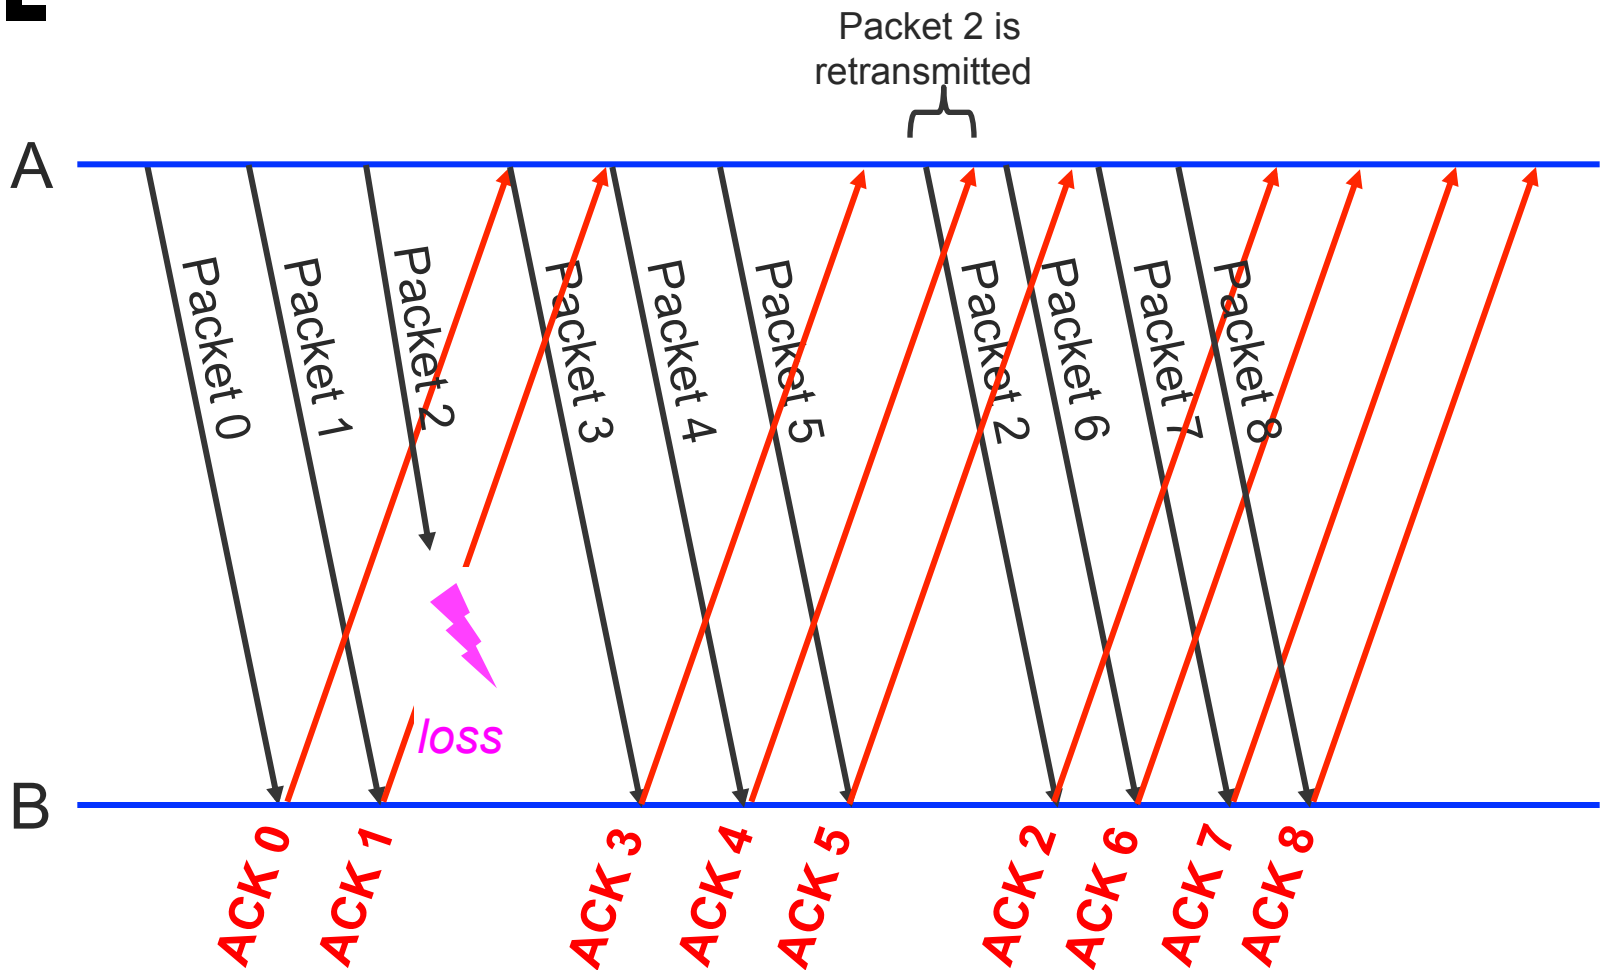 Packet 2 is
retransmitted
A
Packet 0
Packet 1
Packet 2
Packet 3
Packet 4
Packet 5
Packet 2
Packet 6
Packet 7
Packet 8
loss
B
ACK 0
ACK 1
ACK 3
ACK 4
ACK 5
ACK 2
ACK 6
ACK 7
ACK 8